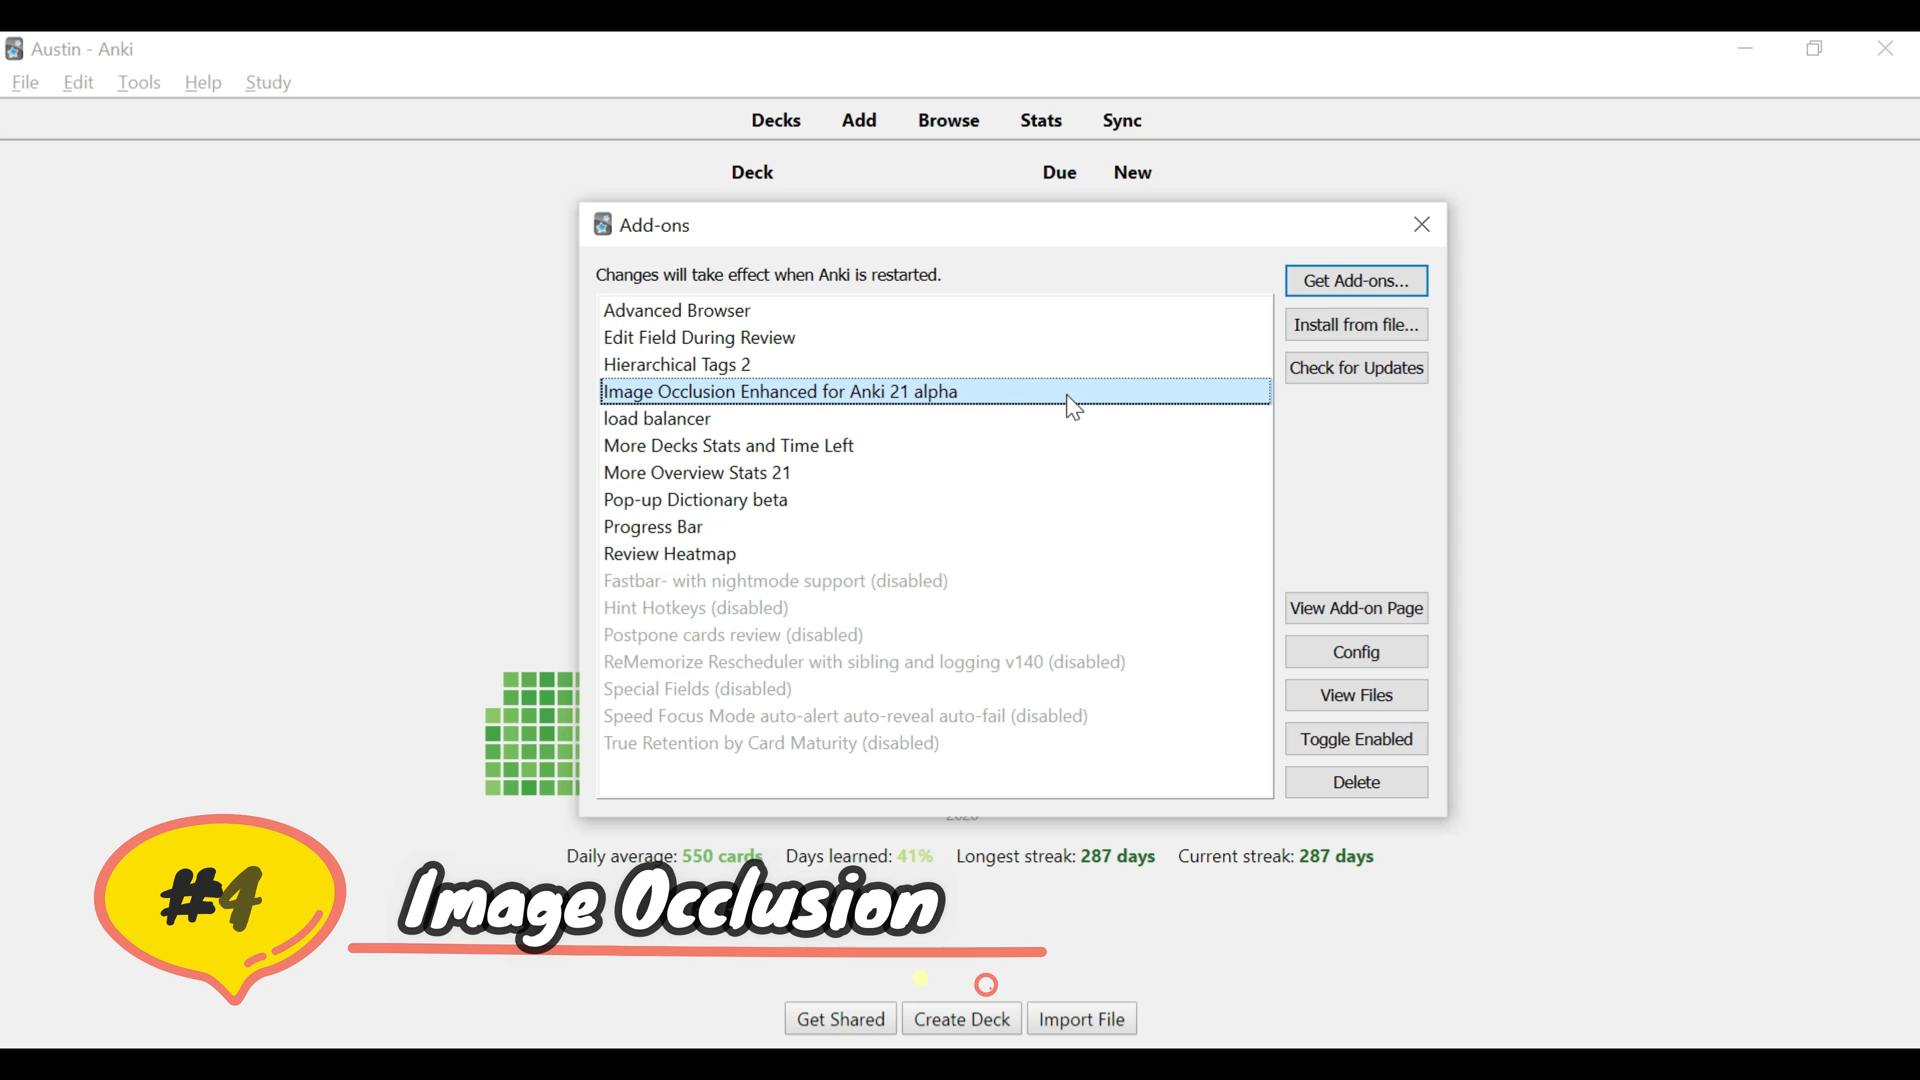 Austin - Anki
File Edit Tools Help Study
Decks Add Browse Stats Sync
Deck Due New
Add-ons
Changes will take effect when Anki is restarted.
Get Add-ons...
Advanced Browser
Install from file...
Edit Field During Review
Hierarchical Tags 2
Check for Updates
Image Occlusion Enhanced for Anki 21 alpha
load balancer
More Decks Stats and Time Left
More Overview Stats 21
Pop-up Dictionary beta
Progress Bar
Review Heatmap
Fastbar- with nightmode support (disabled)
Hint Hotkeys (disabled)
View Add-on Page
Postpone cards review (disabled)
Config
ReMemorize Rescheduler with sibling and logging v140 (disabled)
Special Fields (disabled)
View Files
Speed Focus Mode auto-alert auto-reveal auto-fail (disabled)
True Retention by Card Maturity (disabled)
Toggle Enabled
Delete
Daily average: 550 cards Days learned: 41% Longest streak: 287 days Current streak: 287 days
#4 Image Occlusion
Get Shared Create Deck Import File